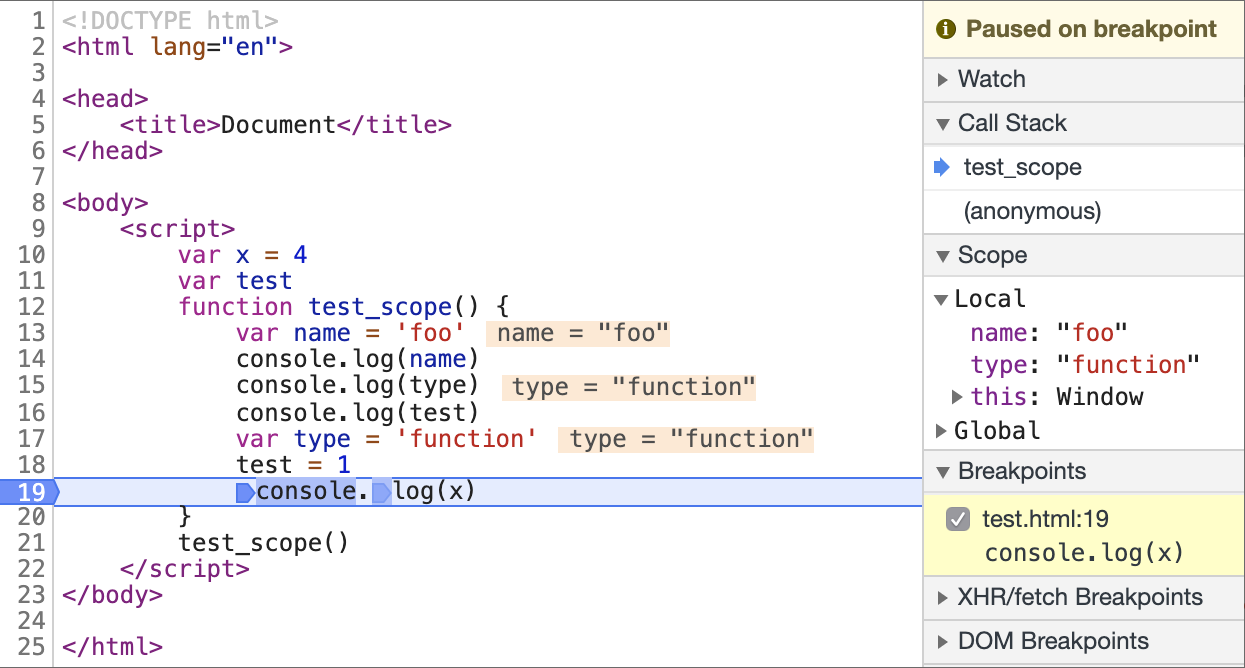 1 <!DOCTYPE html>
2 <html lang="en">
3
4 <head>
5     <title>Document</title>
6 </head>
7
8 <body>
9     <script>
10         var x = 4
11         var test
12         function test_scope() {
13             var name = 'foo'  name = "foo"
14             console.log(name)
15             console.log(type)  type = "function"
16             console.log(test)
17             var type = 'function'  type = "function"
18             test = 1
19             console.log(x)
20         }
21         test_scope()
22     </script>
23 </body>
24
25 </html>
Paused on breakpoint
Watch
Call Stack
test_scope
(anonymous)
Scope
Local
name: "foo"
type: "function"
this: Window
Global
Breakpoints
test.html:19
console.log(x)
XHR/fetch Breakpoints
DOM Breakpoints